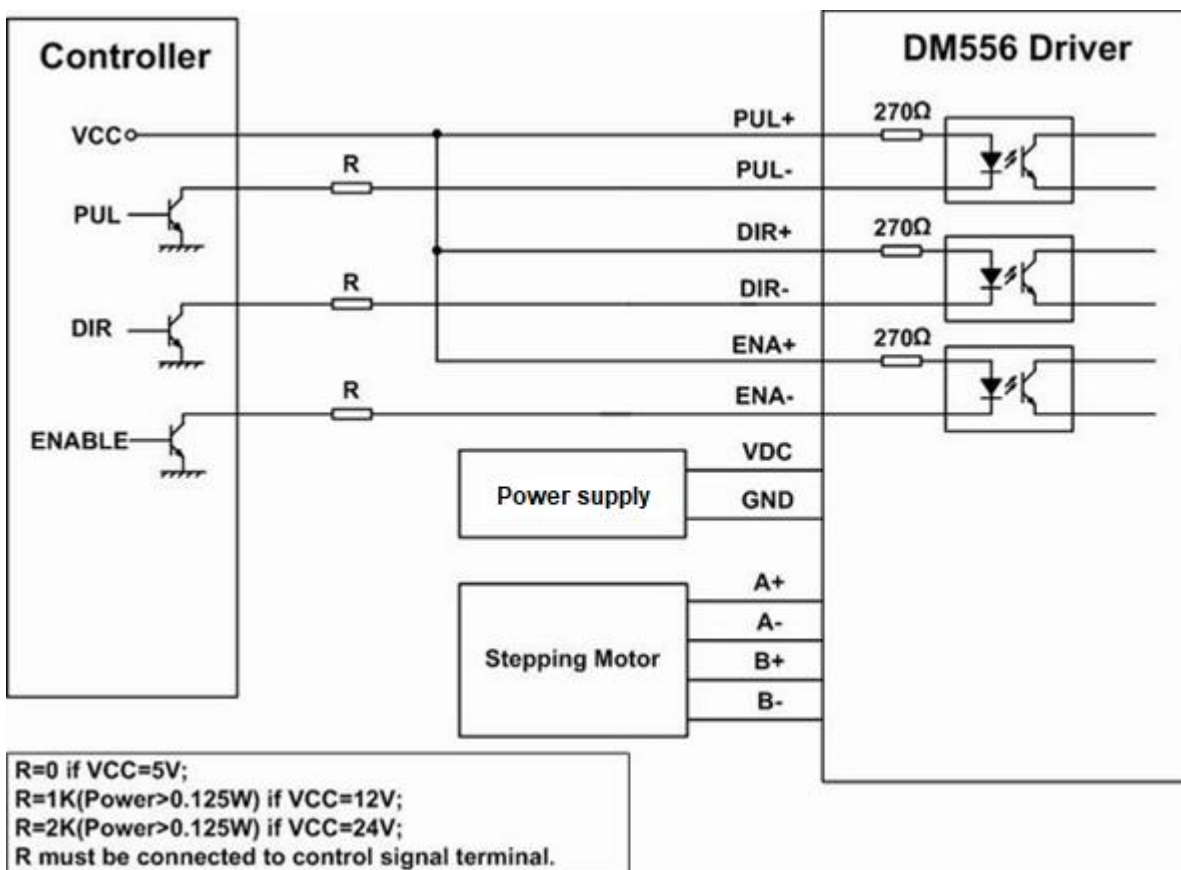 Controller
DM556 Driver
VCC
PUL+
270Ω
R
PUL-
PUL
DIR+
270Ω
R
DIR-
DIR
ENA+
270Ω
R
ENA-
ENABLE
VDC
Power supply
GND
A+
A-
Stepping Motor
B+
B-
R=0 if VCC=5V;
R=1K(Power>0.125W) if VCC=12V;
R=2K(Power>0.125W) if VCC=24V;
R must be connected to control signal terminal.